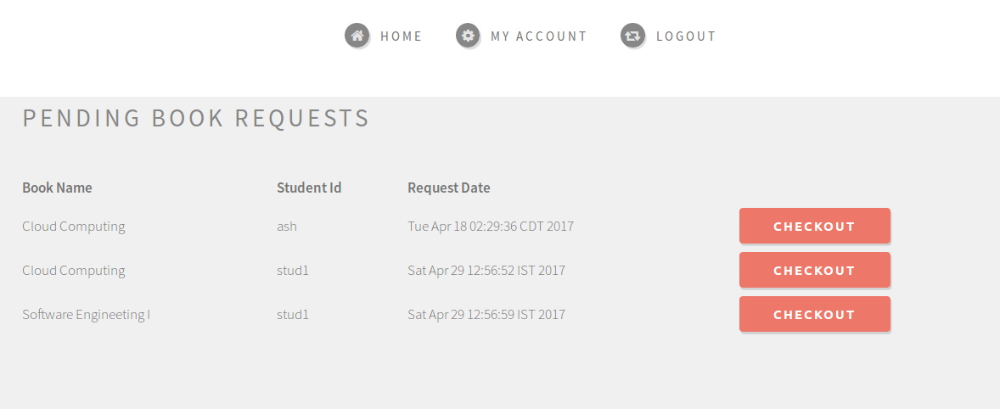 HOME MY ACCOUNT LOGOUT
PENDING BOOK REQUESTS
Book Name Student Id Request Date
Cloud Computing ash Tue Apr 18 02:29:36 CDT 2017 CHECKOUT
Cloud Computing stud1 Sat Apr 29 12:56:52 IST 2017 CHECKOUT
Software Engineeting I stud1 Sat Apr 29 12:56:59 IST 2017 CHECKOUT